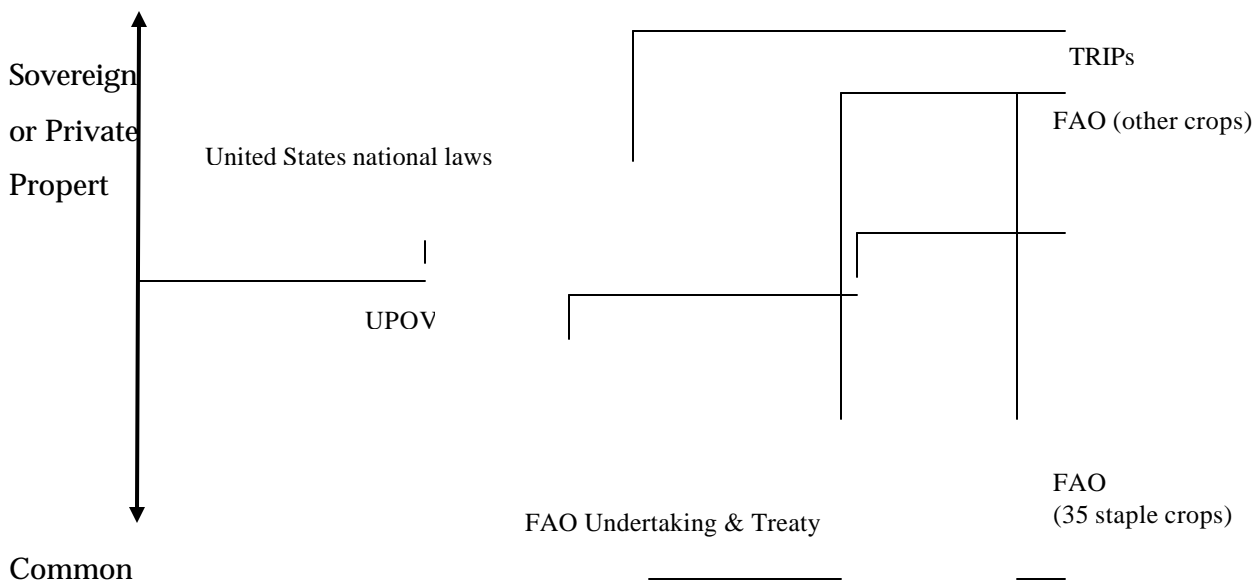 Sovereign
or Private
Propert
United States national laws
UPOV
TRIPs
FAO (other crops)
FAO Undertaking & Treaty
FAO
(35 staple crops)
Common